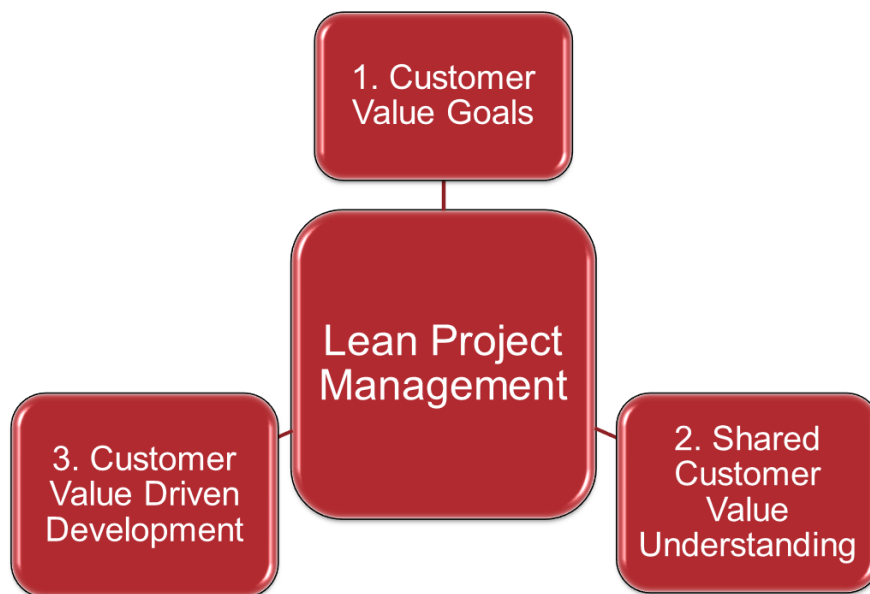 1. Customer
Value Goals
Lean Project
Management
2. Shared
Customer
Value
Understanding
3. Customer
Value Driven
Development